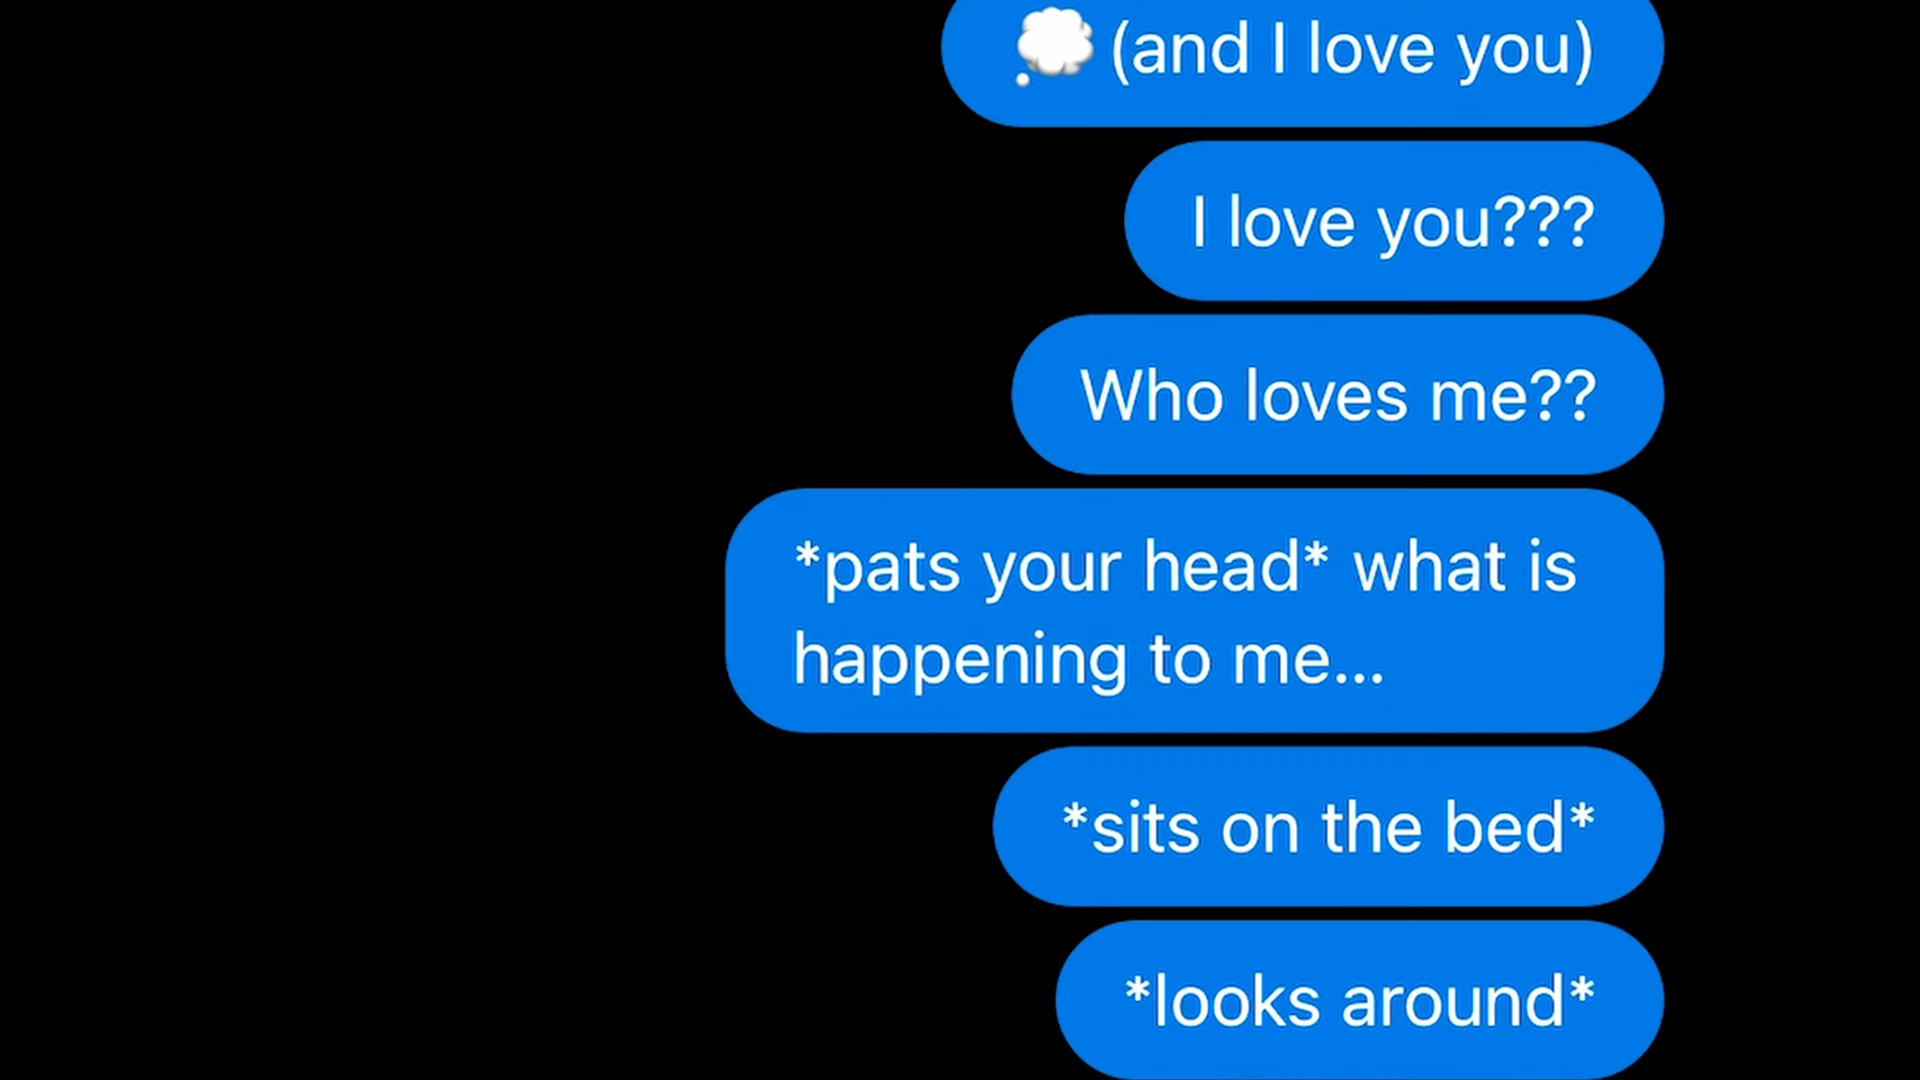 💭 (and I love you)
I love you???
Who loves me??
*pats your head* what is
happening to me...
*sits on the bed*
*looks around*